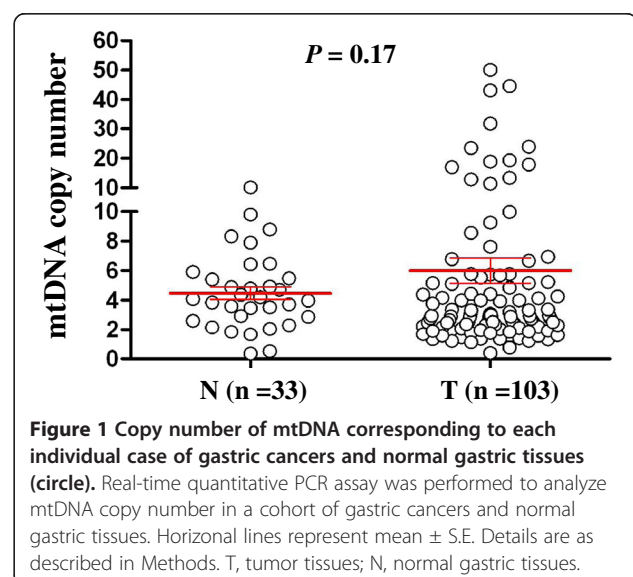 60
50
40
30
20
10
10
8
6
4
2
0
mtDNA copy number
P = 0.17
N (n =33)
T (n =103)
Figure 1 Copy number of mtDNA corresponding to each
individual case of gastric cancers and normal gastric tissues
(circle). Real-time quantitative PCR assay was performed to analyze
mtDNA copy number in a cohort of gastric cancers and normal
gastric tissues. Horizonal lines represent mean ± S.E. Details are as
described in Methods. T, tumor tissues; N, normal gastric tissues.